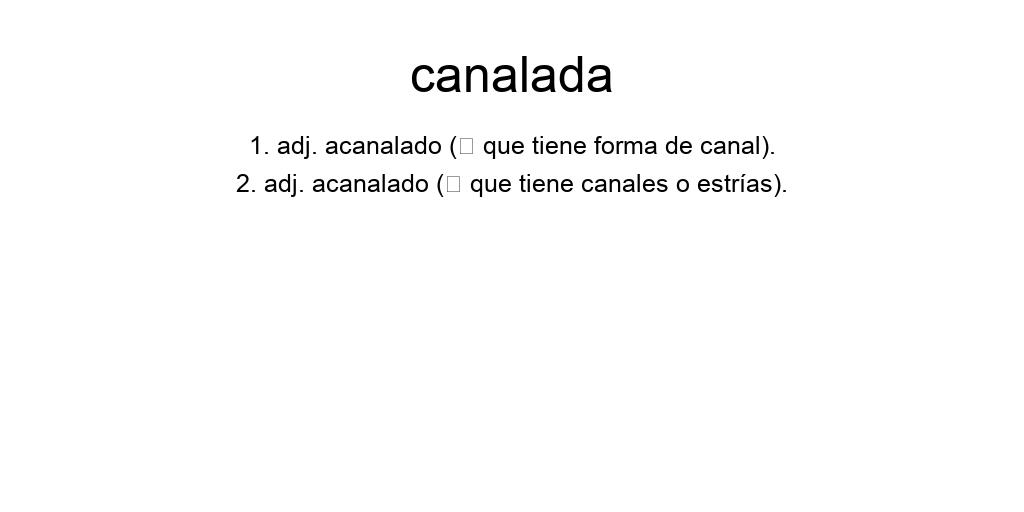 canalada
1. adj. acanalado (▯ que tiene forma de canal).
2. adj. acanalado (▯ que tiene canales o estrías).